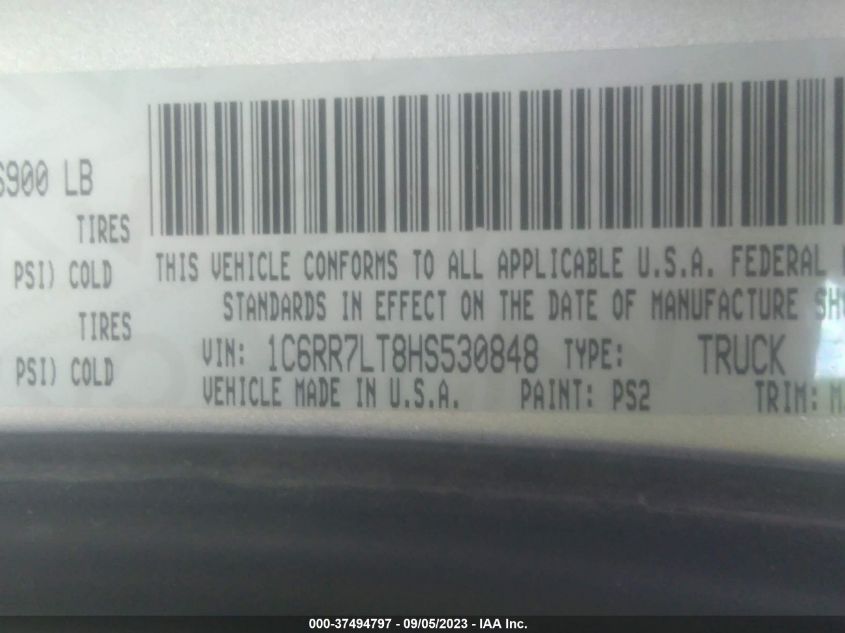 6900 LB
TIRES
PSI) COLD
TIRES
PSI) COLD
THIS VEHICLE CONFORMS TO ALL APPLICABLE U.S.A. FEDERAL
STANDARDS IN EFFECT ON THE DATE OF MANUFACTURE
VIN: 1C6RR7LT8HS530848 TYPE: TRUCK
VEHICLE MADE IN U.S.A. PAINT: PS2 TRIM:
000-37494797 - 09/05/2023 - IAA Inc.